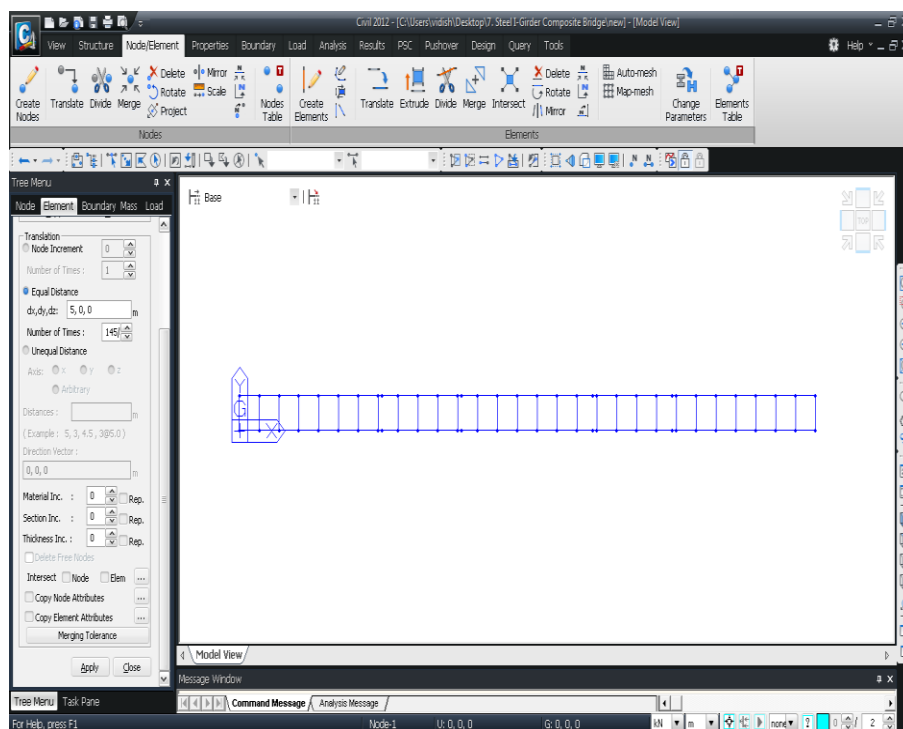 Civil 2012 - [C:\Users\vidish\Desktop\7. Steel I-Girder Composite Bridge\new] - [Model View]
View Structure Node/Element Properties Boundary Load Analysis Results PSC Pushover Design Query Tools Help
Create Nodes Translate Divide Merge Delete Rotate Project Mirror Scale Nodes Table Create Elements Translate Extrude Divide Merge Intersect Delete Rotate Mirror Auto-mesh Map-mesh Change Parameters Elements Table
Nodes Elements
Tree Menu
Node Element Boundary Mass Load
Base
TOP
Translation
Node Increment 0
Number of Times : 1
Equal Distance
dx,dy,dz: 5, 0, 0 m
Number of Times : 145/
Unequal Distance
Axis: x y z
Arbitrary
Distances : m
(Example : 5, 3, 4.5, 3@5.0)
Direction Vector :
0, 0, 0 m
Material Inc. : 0 Rep.
Section Inc. : 0 Rep.
Thickness Inc. : 0 Rep.
Delete Free Nodes
Intersect Node Elem ...
Copy Node Attributes ...
Copy Element Attributes ...
Merging Tolerance
Apply Close
Y
G
X
Model View
Message Window
Tree Menu Task Pane
Command Message Analysis Message
For Help, press F1 Node-1 U: 0, 0, 0 G: 0, 0, 0 kN m none 0 / 2